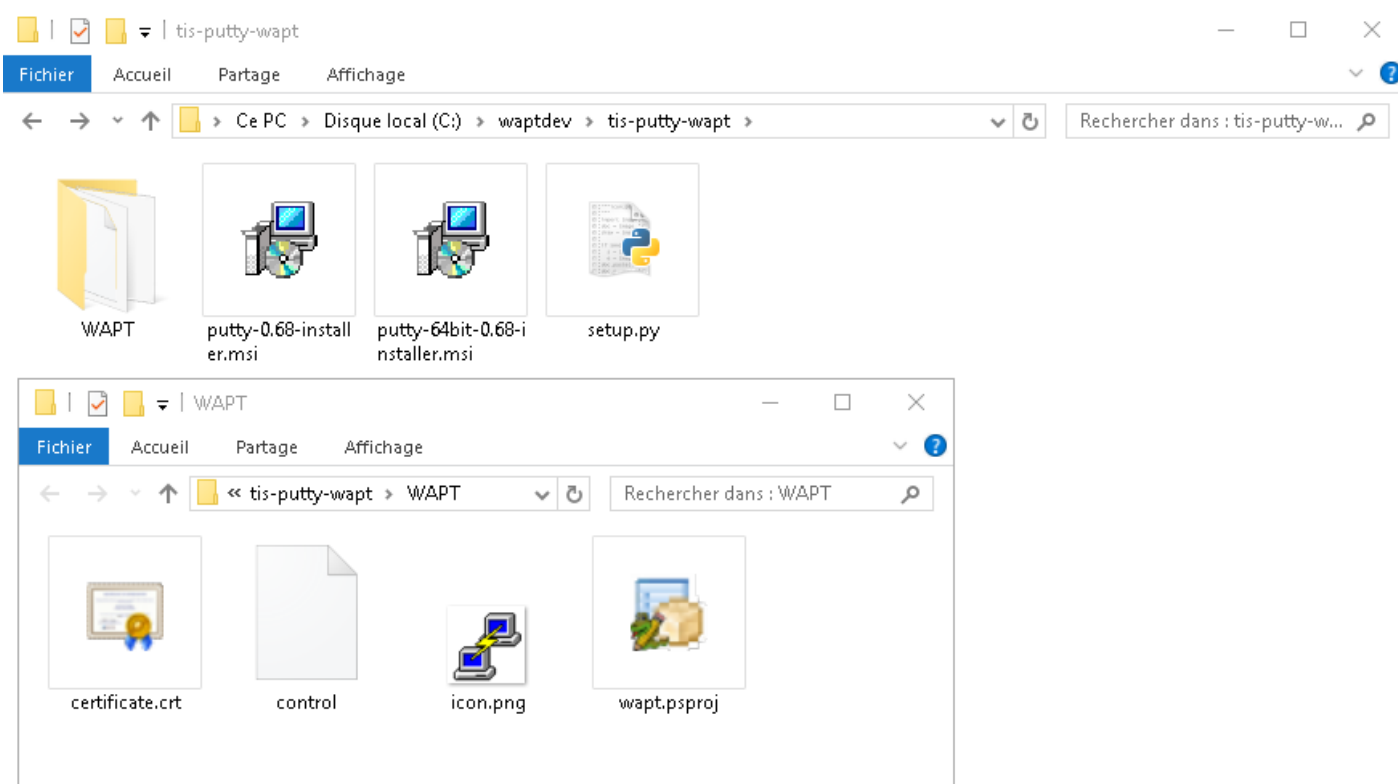 tis-putty-wapt
Fichier Accueil Partage Affichage
Ce PC > Disque local (C:) > waptdev > tis-putty-wapt >
Rechercher dans : tis-putty-w...
WAPT
putty-0.68-install
er.msi
putty-64bit-0.68-i
nstaller.msi
setup.py
WAPT
Fichier Accueil Partage Affichage
« tis-putty-wapt > WAPT
Rechercher dans : WAPT
certificate.crt
control
icon.png
wapt.psproj